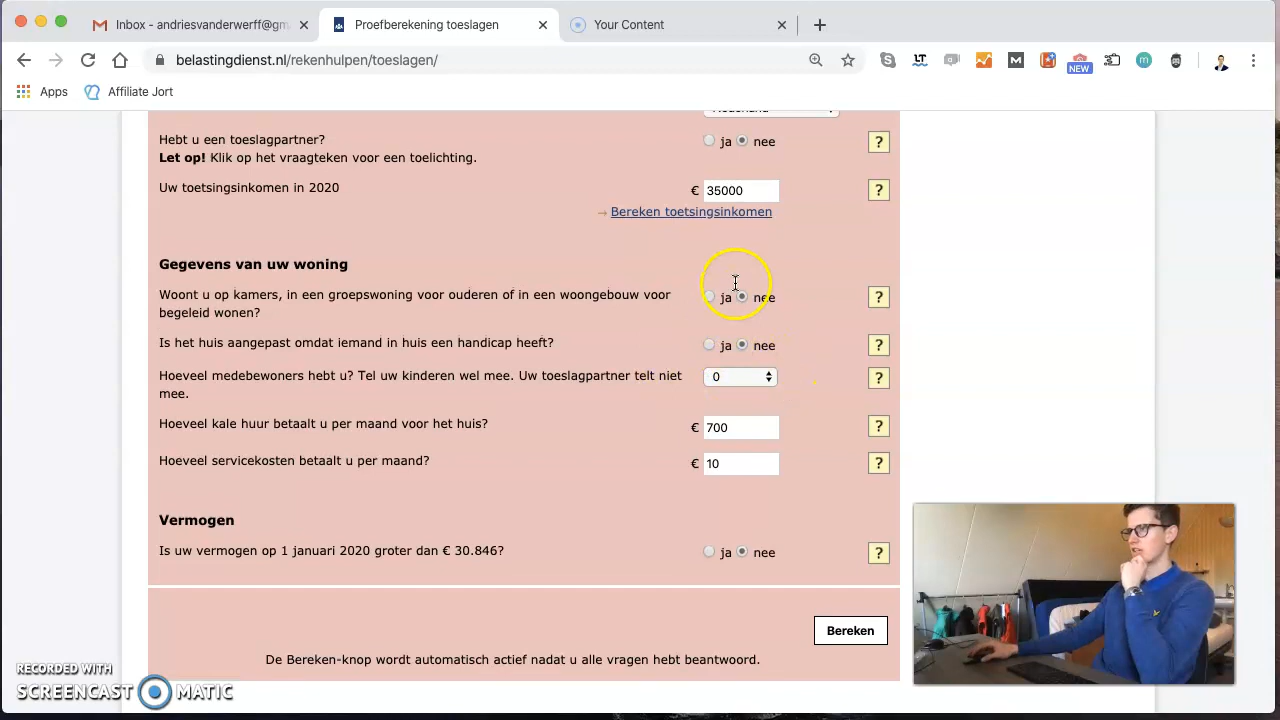 Inbox - andriesvanderwerff@gm
Proefberekening toeslagen
Your Content
belastingdienst.nl/rekenhulpen/toeslagen/
NEW
Apps
Affiliate Jort
Nederland
Hebt u een toeslagpartner?
Let op! Klik op het vraagteken voor een toelichting.
ja nee
?
Uw toetsingsinkomen in 2020
€ 35000
?
→ Bereken toetsingsinkomen
Gegevens van uw woning
Woont u op kamers, in een groepswoning voor ouderen of in een woongebouw voor
begeleid wonen?
ja nee
?
Is het huis aangepast omdat iemand in huis een handicap heeft?
ja nee
?
Hoeveel medebewoners hebt u? Tel uw kinderen wel mee. Uw toeslagpartner telt niet
mee.
0
?
Hoeveel kale huur betaalt u per maand voor het huis?
€ 700
?
Hoeveel servicekosten betaalt u per maand?
€ 10
?
Vermogen
Is uw vermogen op 1 januari 2020 groter dan € 30.846?
ja nee
?
Bereken
De Bereken-knop wordt automatisch actief nadat u alle vragen hebt beantwoord.
RECORDED WITH
SCREENCAST MATIC